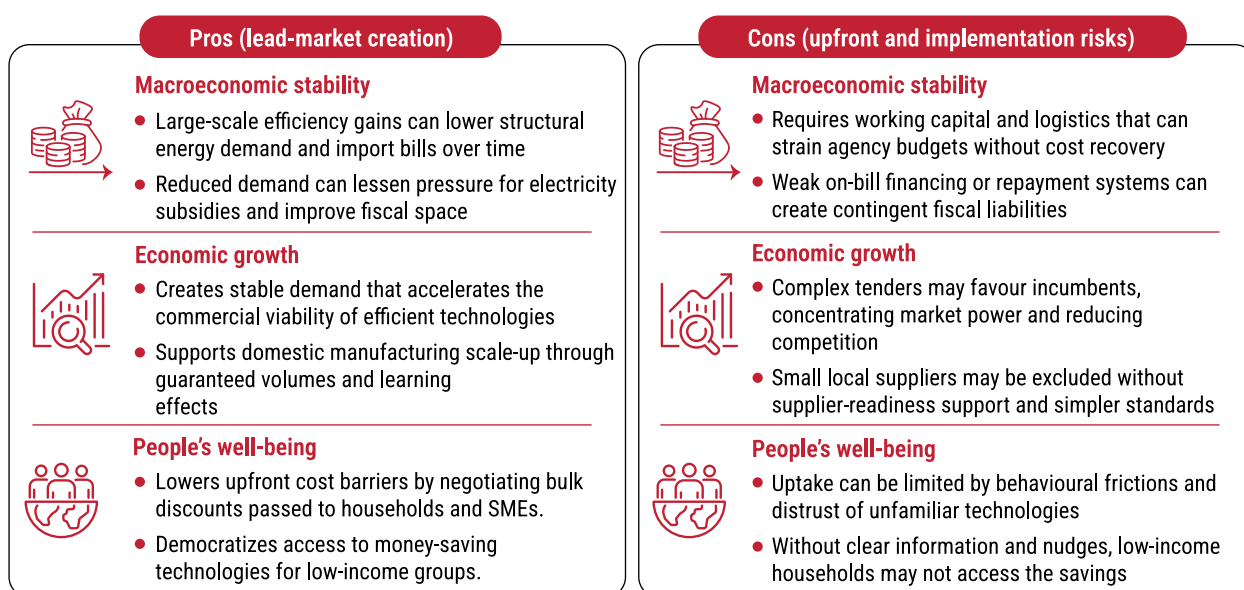 Pros (lead-market creation)
Macroeconomic stability
• Large-scale efficiency gains can lower structural
energy demand and import bills over time
• Reduced demand can lessen pressure for electricity
subsidies and improve fiscal space
Economic growth
• Creates stable demand that accelerates the
commercial viability of efficient technologies
• Supports domestic manufacturing scale-up through
guaranteed volumes and learning
effects
People's well-being
• Lowers upfront cost barriers by negotiating bulk
discounts passed to households and SMEs.
• Democratizes access to money-saving
technologies for low-income groups.
Cons (upfront and implementation risks)
Macroeconomic stability
• Requires working capital and logistics that can
strain agency budgets without cost recovery
• Weak on-bill financing or repayment systems can
create contingent fiscal liabilities
Economic growth
• Complex tenders may favour incumbents,
concentrating market power and reducing
competition
• Small local suppliers may be excluded without
supplier-readiness support and simpler standards
People's well-being
• Uptake can be limited by behavioural frictions and
distrust of unfamiliar technologies
• Without clear information and nudges, low-income
households may not access the savings